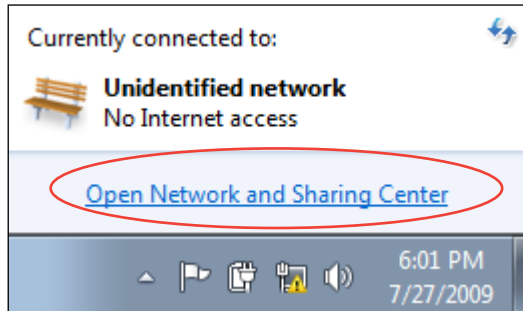 Currently connected to:
Unidentified network
No Internet access
Open Network and Sharing Center
6:01 PM
7/27/2009